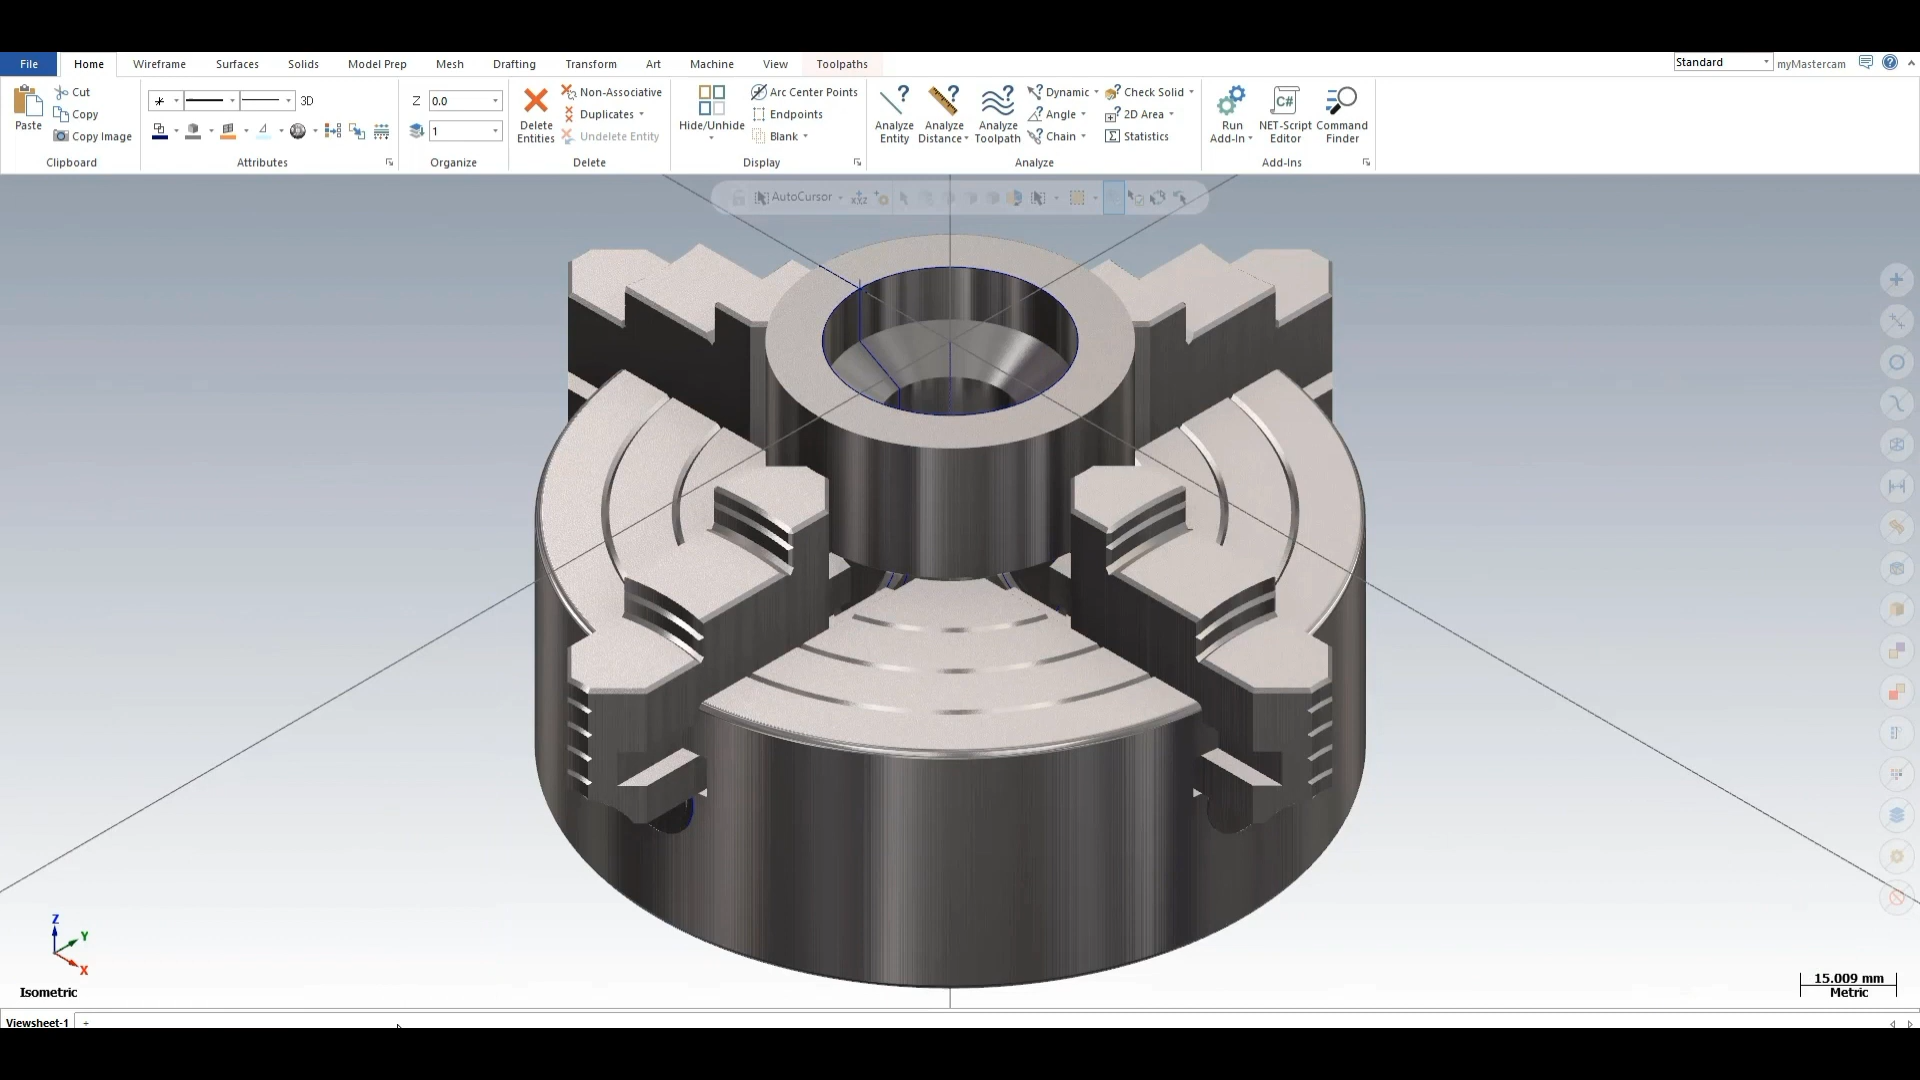 File Home Wireframe Surfaces Solids Model Prep Mesh Drafting Transform Art Machine View Toolpaths Standard myMastercam
Paste
Cut
Copy
Copy Image
Clipboard
3D
Attributes
Z 0.0
1
Organize
Delete Entities
Non-Associative
Duplicates
Undelete Entity
Delete
Hide/Unhide
Arc Center Points
Endpoints
Blank
Display
Analyze Entity
Analyze Distance
Analyze Toolpath
Dynamic
Angle
Chain
Check Solid
2D Area
Statistics
Analyze
Run Add-In
C#
NET-Script Editor
Command Finder
Add-Ins
AutoCursor
XYZ
Z
Y
X
Isometric
15.009 mm
Metric
Viewsheet-1 +